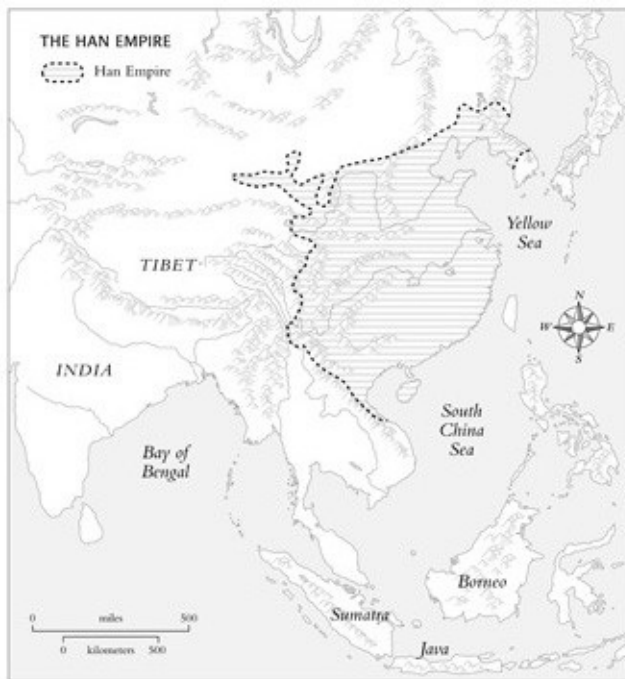 THE HAN EMPIRE
Han Empire
Yellow
Sea
TIBET
N
W E
S
INDIA
South
China
Sea
Bay of
Bengal
Borneo
0 miles 500
0 kilometers 500
Sumatra
Java